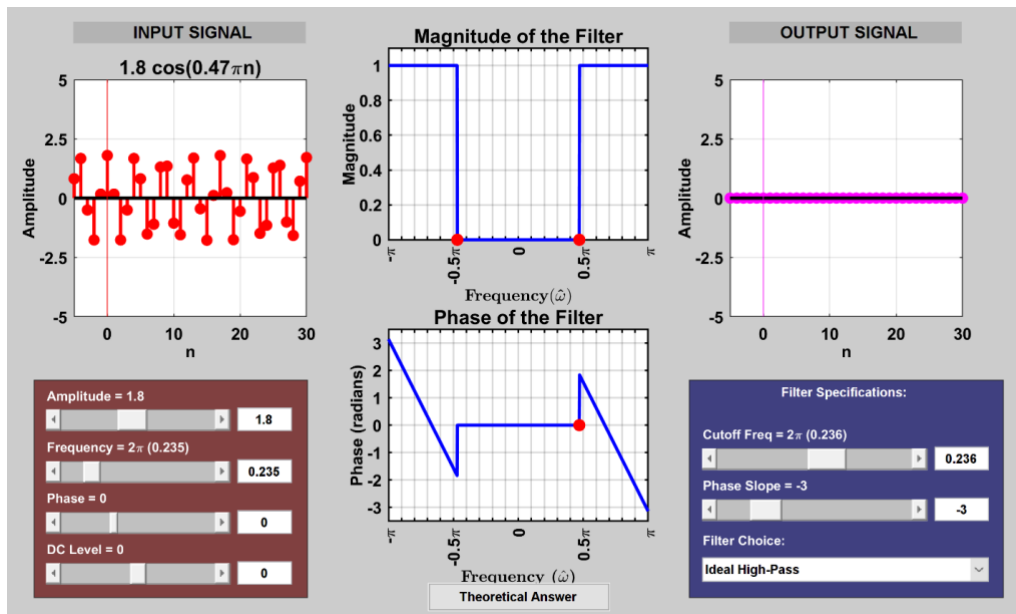 INPUT SIGNAL
1.8 cos(0.47πn)
5
2.5
0
-2.5
-5
Amplitude
0 10 20 30
n
Amplitude = 1.8
1.8
Frequency = 2π (0.235)
0.235
Phase = 0
0
DC Level = 0
0
Magnitude of the Filter
1
0.8
0.6
0.4
0.2
0
Magnitude
-π -0.5π 0 0.5π π
Frequency(ω̂)
Phase of the Filter
3
2
1
0
-1
-2
-3
Phase (radians)
-π -0.5π 0 0.5π π
Frequency (ω̂)
Theoretical Answer
OUTPUT SIGNAL
5
2.5
0
-2.5
-5
Amplitude
0 10 20 30
n
Filter Specifications:
Cutoff Freq = 2π (0.236)
0.236
Phase Slope = -3
-3
Filter Choice:
Ideal High-Pass